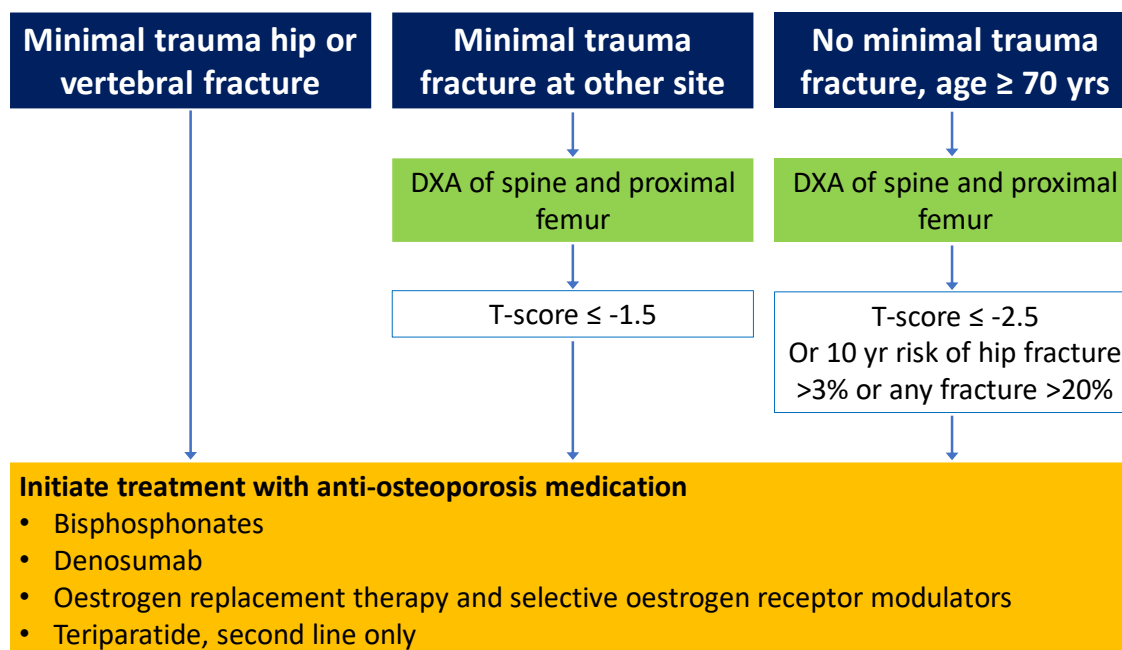 Minimal trauma hip or
vertebral fracture
Minimal trauma
fracture at other site
No minimal trauma
fracture, age ≥ 70 yrs
DXA of spine and proximal
femur
DXA of spine and proximal
femur
T-score ≤ -1.5
T-score ≤ -2.5
Or 10 yr risk of hip fracture
>3% or any fracture >20%
Initiate treatment with anti-osteoporosis medication
• Bisphosphonates
• Denosumab
• Oestrogen replacement therapy and selective oestrogen receptor modulators
• Teriparatide, second line only